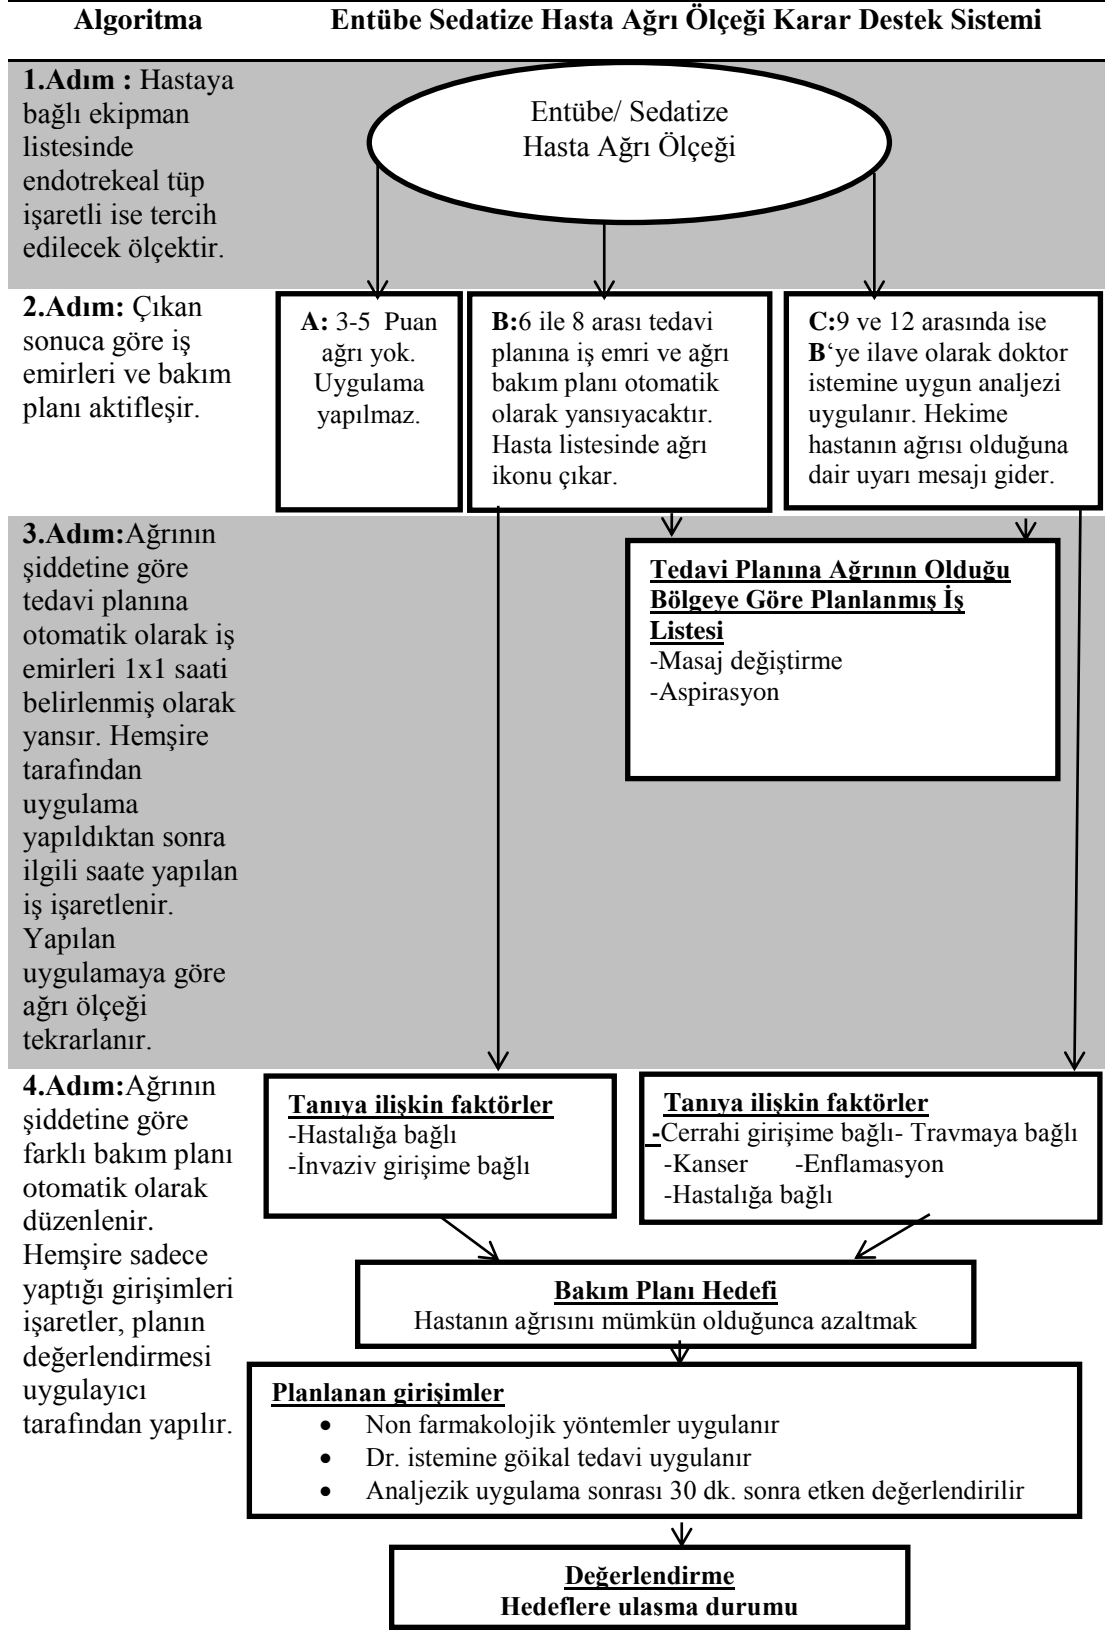 Algoritma
Entübe Sedatize Hasta Ağrı Ölçeği Karar Destek Sistemi
1.Adım : Hastaya
bağlı ekipman
listesinde
endotrekeal tüp
işaretli ise tercih
edilecek ölçektir.
Entübe/ Sedatize
Hasta Ağrı Ölçeği
2.Adım: Çıkan
sonuca göre iş
emirleri ve bakım
planı aktifleşir.
A: 3-5 Puan
ağrı yok.
Uygulama
yapılmaz.
B:6 ile 8 arası tedavi
planına iş emri ve ağrı
bakım planı otomatik
olarak yansıyacaktır.
Hasta listesinde ağrı
ikonu çıkar.
C:9 ve 12 arasında ise
B‘ye ilave olarak doktor
istemine uygun analjezi
uygulanır. Hekime
hastanın ağrısı olduğuna
dair uyarı mesajı gider.
3.Adım:Ağrının
şiddetine göre
tedavi planına
otomatik olarak iş
emirleri 1x1 saati
belirlenmiş olarak
yansır. Hemşire
tarafından
uygulama
yapıldıktan sonra
ilgili saate yapılan
iş işaretlenir.
Yapılan
uygulamaya göre
ağrı ölçeği
tekrarlanır.
Tedavi Planına Ağrının Olduğu
Bölgeye Göre Planlanmış İş
Listesi
-Masaj değiştirme
-Aspirasyon
4.Adım:Ağrının
şiddetine göre
farklı bakım planı
otomatik olarak
düzenlenir.
Hemşire sadece
yaptığı girişimleri
işaretler, planın
değerlendirmesi
uygulayıcı
tarafından yapılır.
Tanıya ilişkin faktörler
-Hastalığa bağlı
-İnvaziv girişime bağlı
Tanıya ilişkin faktörler
-Cerrahi girişime bağlı- Travmaya bağlı
-Kanser -Enflamasyon
-Hastalığa bağlı
Bakım Planı Hedefi
Hastanın ağrısını mümkün olduğunca azaltmak
Planlanan girişimler
• Non farmakolojik yöntemler uygulanır
• Dr. istemine göikal tedavi uygulanır
• Analjezik uygulama sonrası 30 dk. sonra etken değerlendirilir
Değerlendirme
Hedeflere ulasma durumu